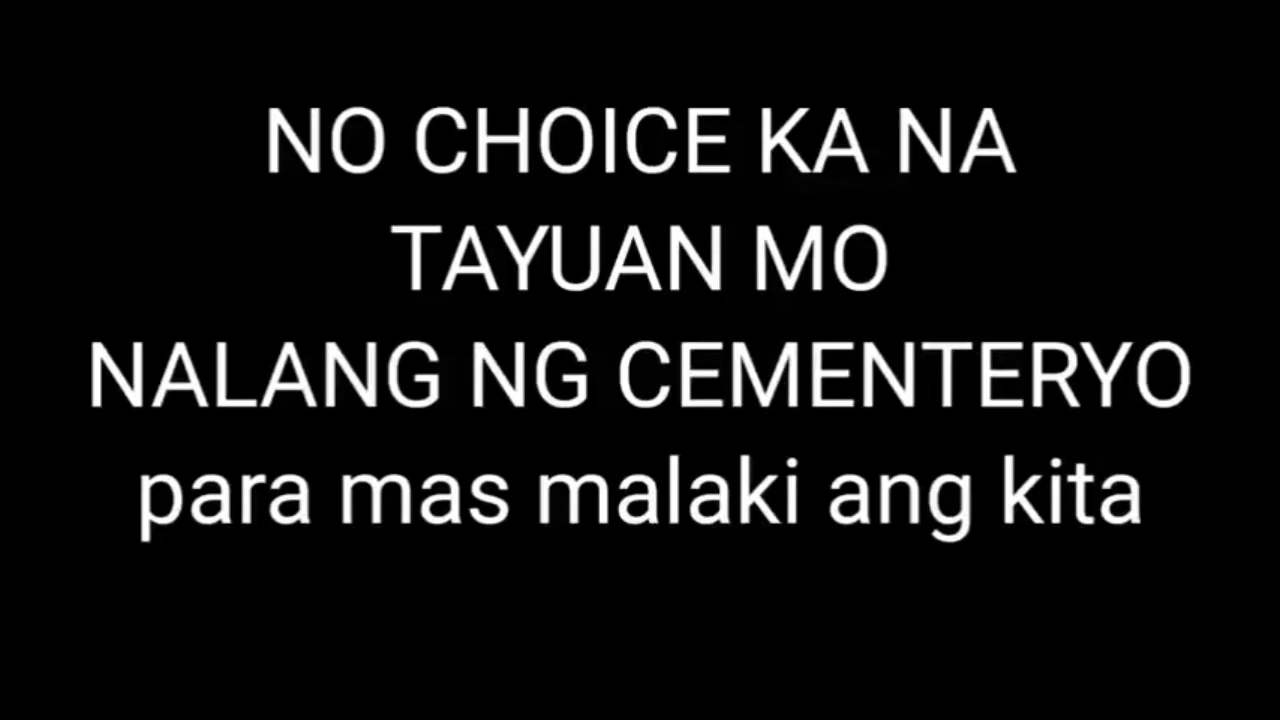 NO CHOICE KA NA
TAYUAN MO
NALANG NG CEMENTERYO
para mas malaki ang kita